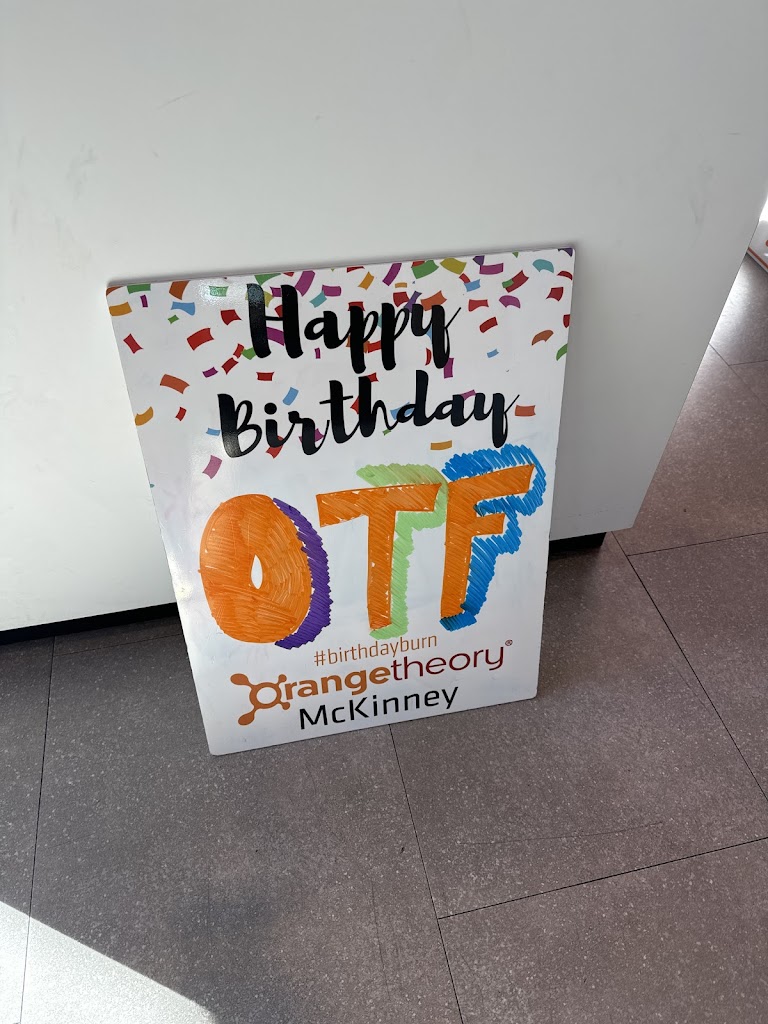 Happy
Birthday
OTF
#birthdayburn
Orangetheory®
McKinney